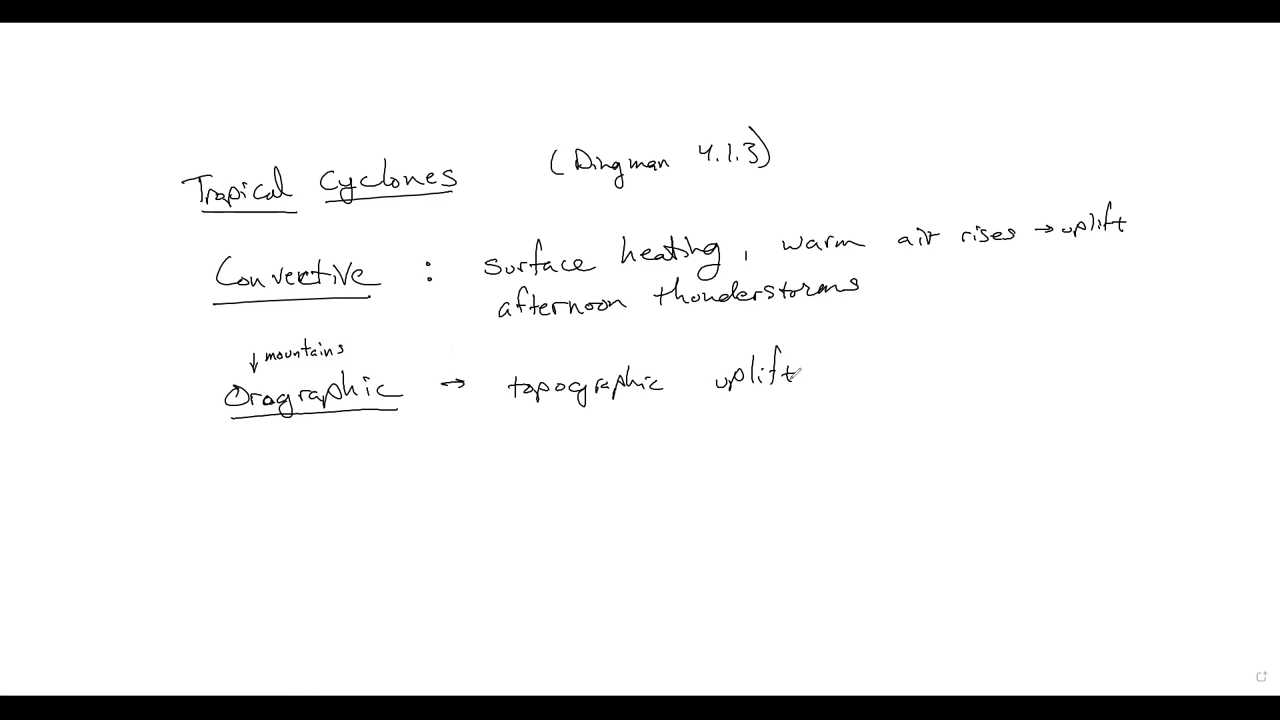 Tropical Cyclones (Dingman 4.1.3)
Convective : surface heating, warm air rises → uplift
afternoon thunderstorms
↓ mountains
Orographic → topographic uplift